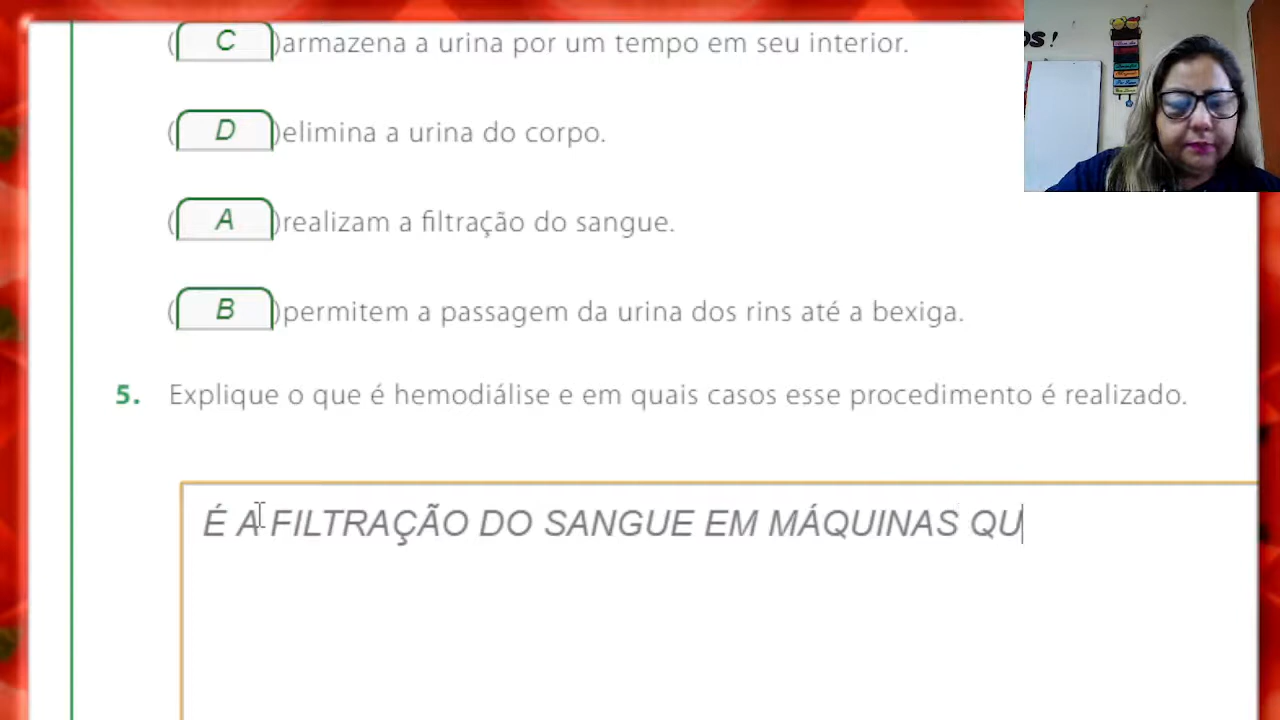 ( C )armazena a urina por um tempo em seu interior.
( D )elimina a urina do corpo.
( A )realizam a filtração do sangue.
( B )permitem a passagem da urina dos rins até a bexiga.
5. Explique o que é hemodiálise e em quais casos esse procedimento é realizado.
É A FILTRAÇÃO DO SANGUE EM MÁQUINAS QU